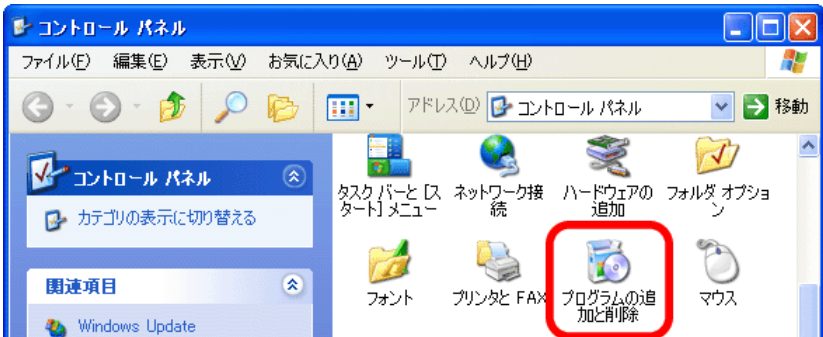 コントロール パネル
ファイル(F) 編集(E) 表示(V) お気に入り(A) ツール(T) ヘルプ(H)
アドレス(D) コントロール パネル 移動
コントロール パネル
カテゴリの表示に切り替える
関連項目
Windows Update
タスク バーと [ス
タート] メニュー
ネットワーク接
続
ハードウェアの
追加
フォルダ オプショ
ン
フォント
プリンタと FAX
プログラムの追
加と削除
マウス